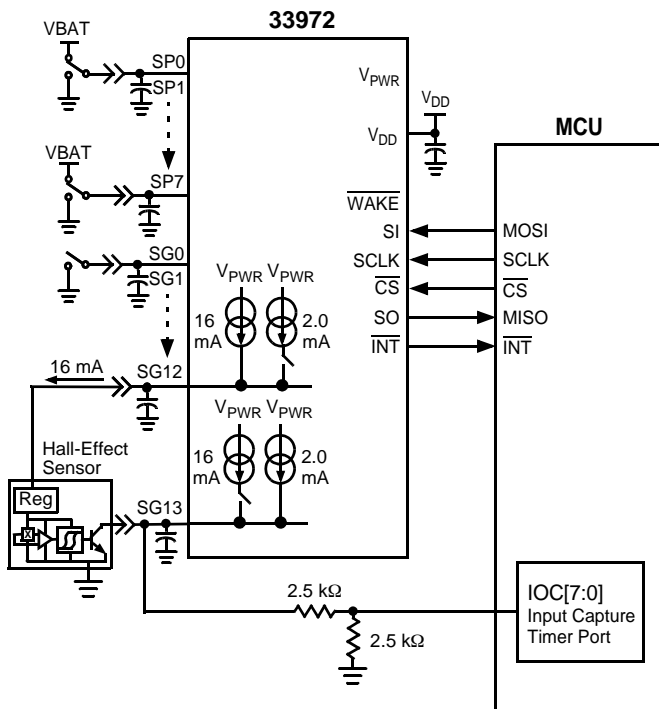 33972
VBAT
SP0
SP1
VPWR
VDD
VDD
MCU
VBAT
SP7
WAKE
SI
MOSI
SG0
SCLK
SCLK
SG1
VPWR VPWR
CS
CS
SO
MISO
16 mA
2.0 mA
INT
INT
16 mA
SG12
VPWR VPWR
Hall-Effect
Sensor
16 mA
2.0 mA
Reg
X
SG13
2.5 kΩ
IOC[7:0]
Input Capture
Timer Port
2.5 kΩ